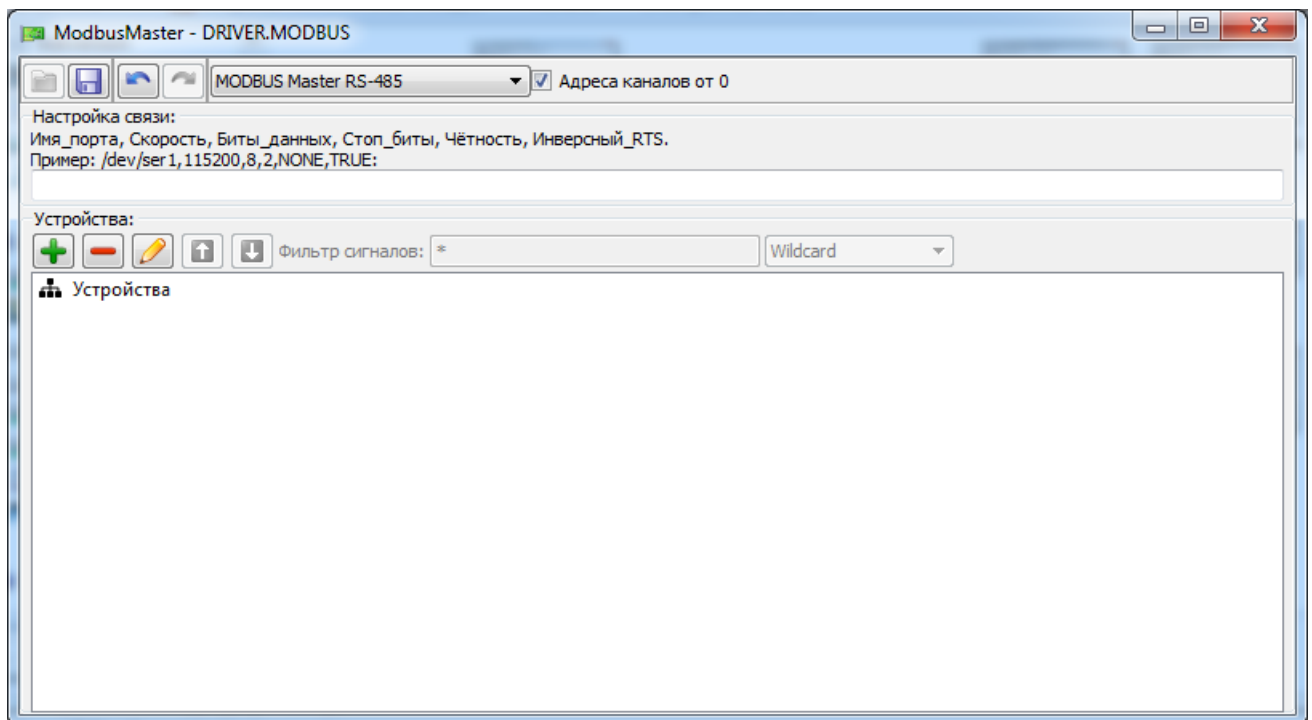 ModbusMaster - DRIVER.MODBUS
MODBUS Master RS-485 Адреса каналов от 0
Настройка связи:
Имя_порта, Скорость, Биты_данных, Стоп_биты, Чётность, Инверсный_RTS.
Пример: /dev/ser1,115200,8,2,NONE,TRUE:
Устройства:
Фильтр сигналов: * Wildcard
Устройства